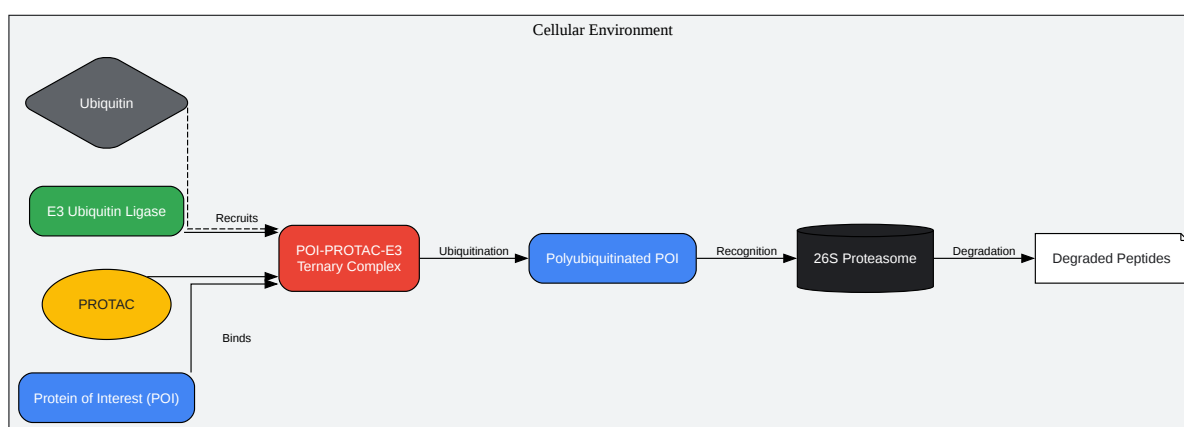 Cellular Environment
Ubiquitin
E3 Ubiquitin Ligase
Recruits
PROTAC
Binds
Protein of Interest (POI)
POI-PROTAC-E3
Ternary Complex
Ubiquitination
Polyubiquitinated POI
Recognition
26S Proteasome
Degradation
Degraded Peptides